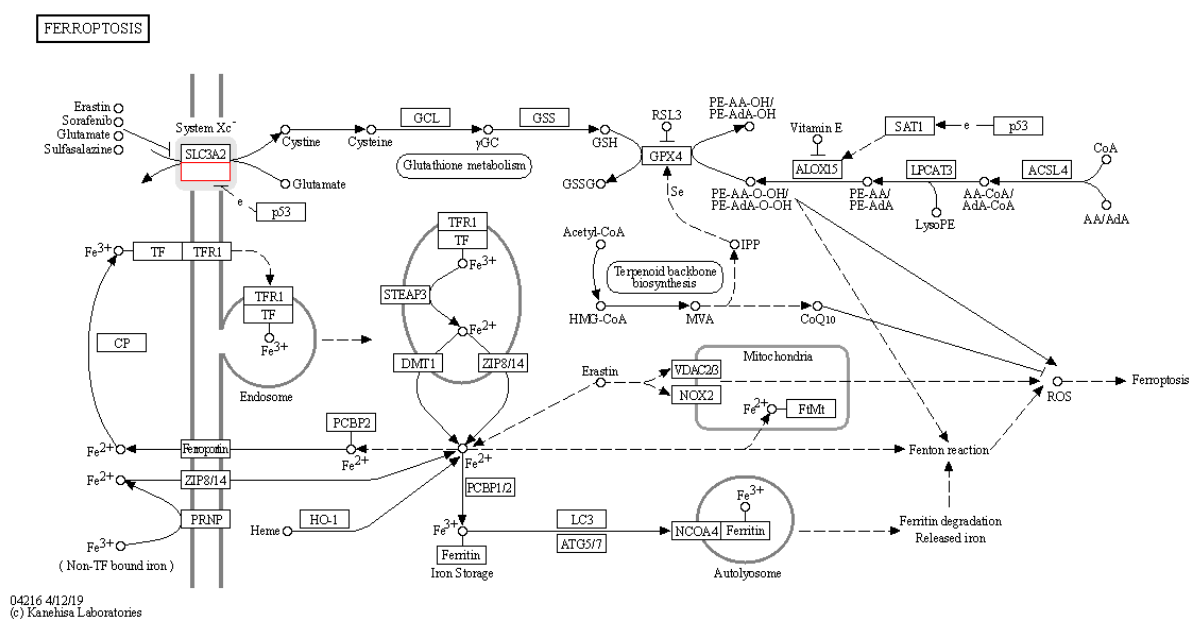 FERROPTOSIS
Erastin
Sorafenib
Glutamate
Sulfasalazine
System Xc⁻
SLC3A2
Cystine
Glutamate
e
p53
GCL
Cysteine
γGC
GSS
GSH
Glutathione metabolism
GSSG
RSL3
GPX4
Se
PE-AA-OH/
PE-AdA-OH
Vitamin E
ALOX15
SAT1
e
p53
PE-AA-O-OH/
PE-AdA-O-OH
PE-AA/
PE-AdA
LPCAT3
LysoPE
AA-CoA/
AdA-CoA
ACSL4
CoA
AA/AdA
Fe³⁺
TF
TFR1
TFR1
TF
Fe³⁺
Endosome
CP
TFR1
TF
Fe³⁺
STEAP3
Fe²⁺
DMT1
ZIP8/14
Acetyl-CoA
Terpenoid backbone
biosynthesis
IPP
HMG-CoA
MVA
CoQ10
Erastin
Mitochondria
VDAC2/3
NOX2
Fe²⁺
FtMt
ROS
Ferroptosis
Fe²⁺
Ferroportin
PCBP2
Fe²⁺
Fe²⁺
Fenton reaction
Fe²⁺
ZIP8/14
PCBP1/2
PRNP
Fe³⁺
( Non-TF bound iron )
Heme
HO-1
Fe³⁺
Ferritin
Iron Storage
LC3
ATG5/7
Fe³⁺
NCOA4
Ferritin
Autolyosome
Ferritin degradation
Released iron
04216 4/12/19
(c) Kanehisa Laboratories